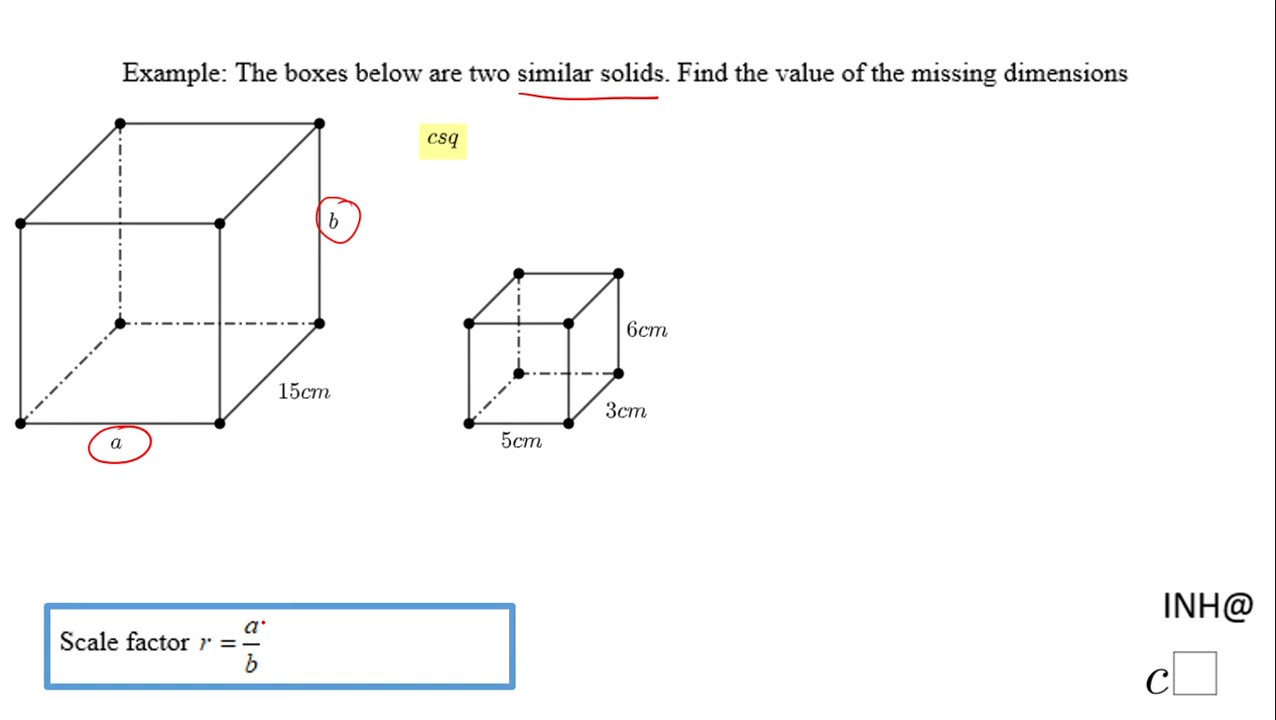 Example: The boxes below are two similar solids. Find the value of the missing dimensions
csq
b
6cm
15cm
3cm
a
5cm
INH@
Scale factor r = a/b
c